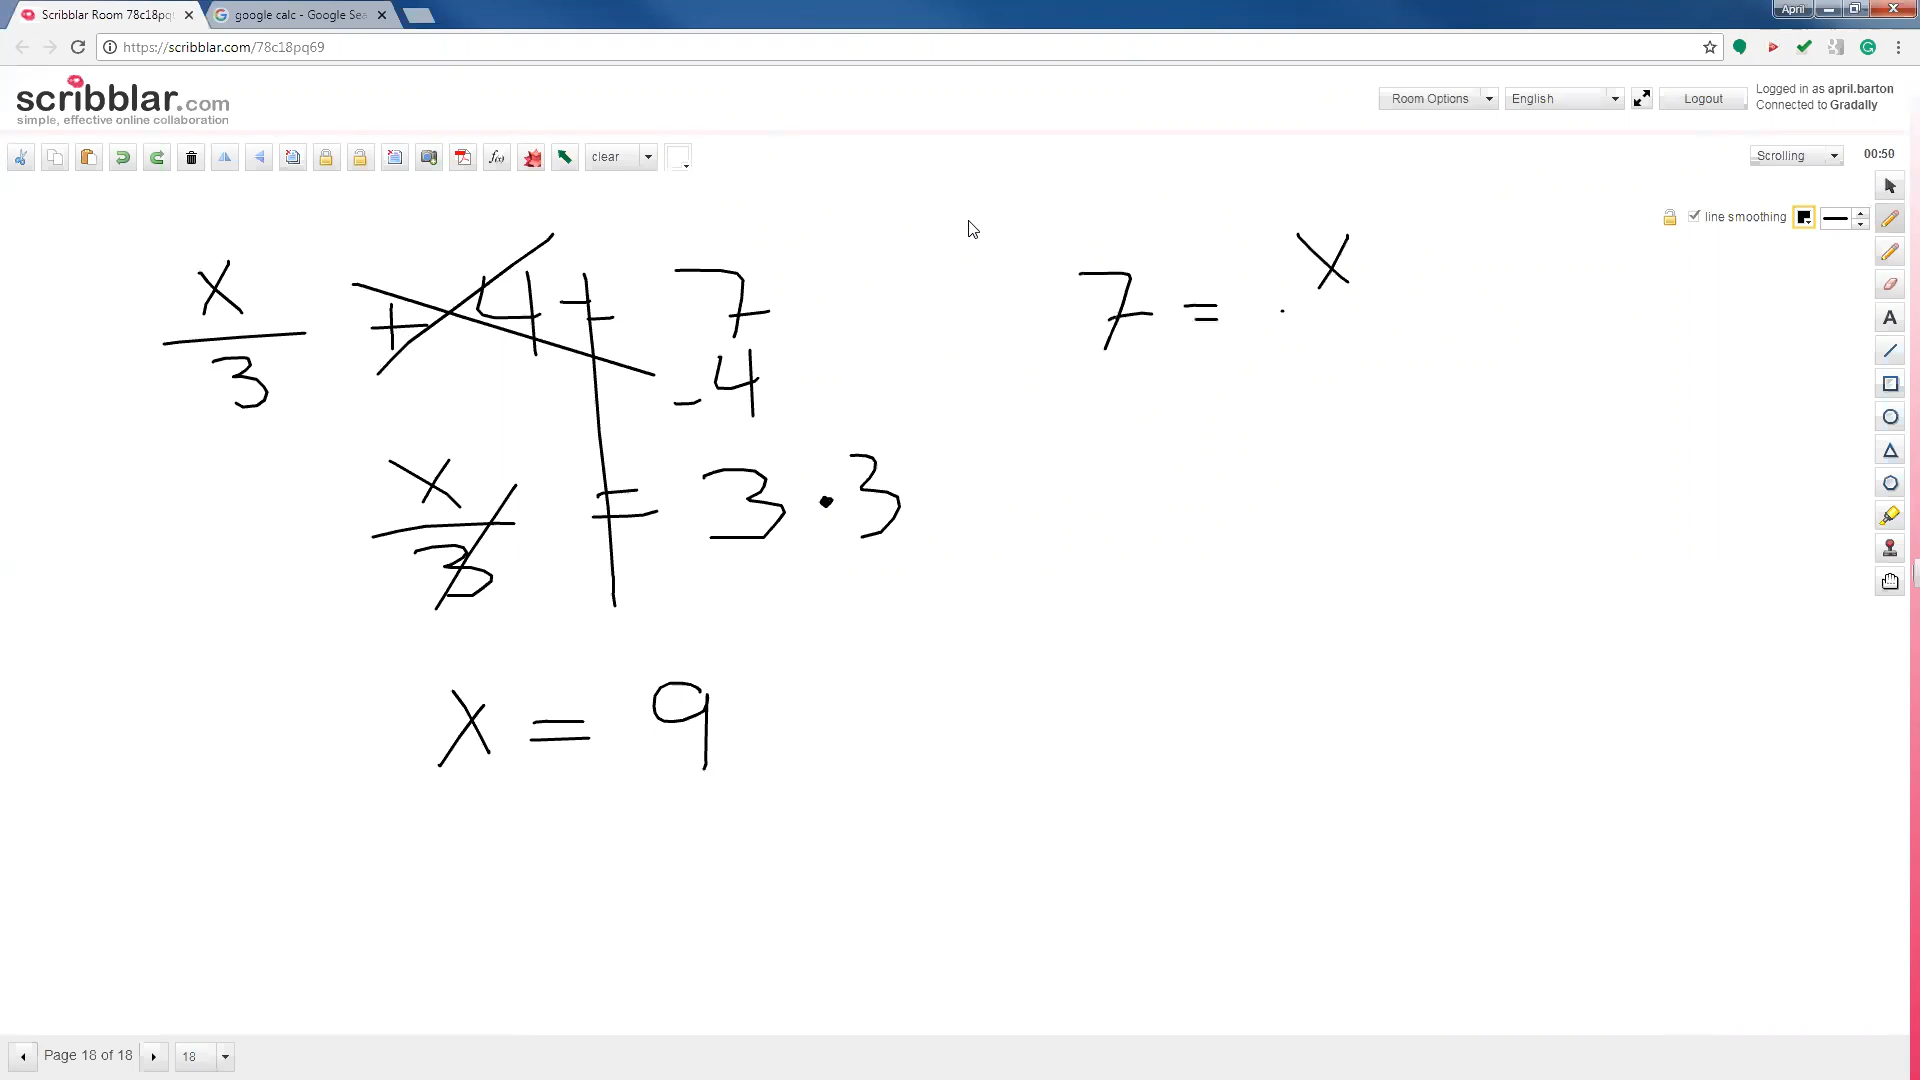 Scribblar Room 78c18pq
google calc - Google Sea
April
https://scribblar.com/78c18pq69
scribblar.com
simple, effective online collaboration
Room Options
English
Logout
Logged in as april.barton
Connected to Gradally
f(x)
clear
Scrolling
00:50
line smoothing
A
x/3 + 4 = 7
- 4
x/3 = 3 · 3
x = 9
7 = x
Page 18 of 18
18